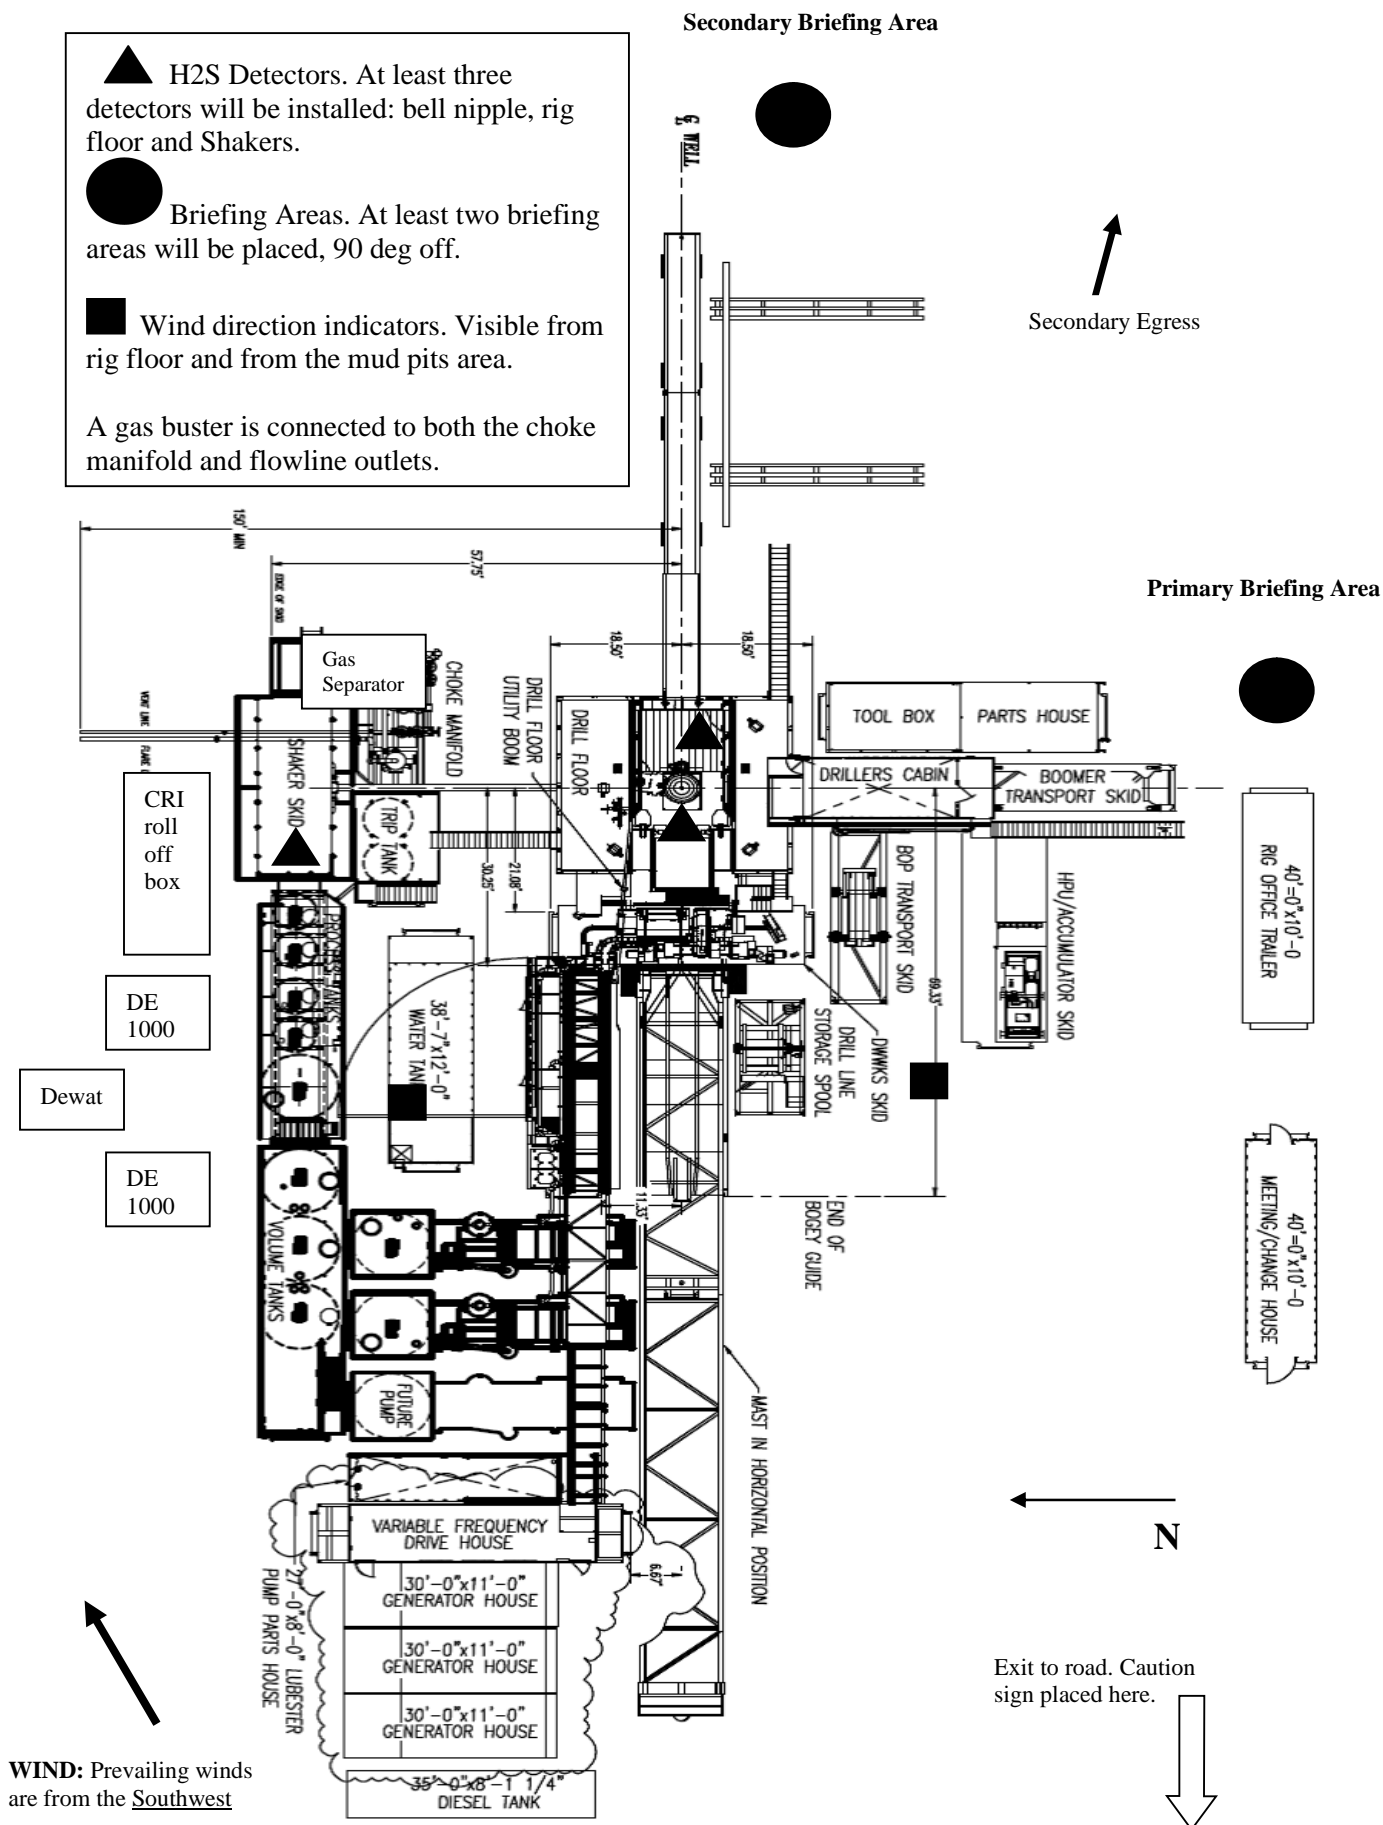 Secondary Briefing Area
H2S Detectors. At least three
detectors will be installed: bell nipple, rig
floor and Shakers.
Briefing Areas. At least two briefing
areas will be placed, 90 deg off.
Wind direction indicators. Visible from
rig floor and from the mud pits area.
A gas buster is connected to both the choke
manifold and flowline outlets.
WELL
Secondary Egress
150' MIN
57.75'
EDGE OF SKID
Primary Briefing Area
18.50'
18.50'
Gas
Separator
CHOKE MANIFOLD
DRILL FLOOR
UTILITY BOOM
DRILL FLOOR
TOOL BOX
PARTS HOUSE
VENT LINE
SHAKER SKID
DRILLERS CABIN
BOOMER
TRANSPORT SKID
CRI
roll
off
box
TRIP TANK
30.25'
21.08'
BOP TRANSPORT SKID
HPU/ACCUMULATOR SKID
40'=0"x10'-0
RIG OFFICE TRAILER
PROCESS TANKS
DE
1000
38'-7"x12'-0"
WATER TANK
69.33'
DRILL LINE
STORAGE SPOOL
DWWKS SKID
Dewat
DE
1000
VOLUME TANKS
11.33'
END OF
BOGEY GUIDE
40'=0"x10'-0
MEETING/CHANGE HOUSE
FUTURE
PUMP
MAST IN HORIZONTAL POSITION
VARIABLE FREQUENCY
DRIVE HOUSE
N
6.67'
27'-0"x8'-0" LUBESTER
PUMP PARTS HOUSE
30'-0"x11'-0"
GENERATOR HOUSE
30'-0"x11'-0"
GENERATOR HOUSE
30'-0"x11'-0"
GENERATOR HOUSE
Exit to road. Caution
sign placed here.
WIND: Prevailing winds
are from the Southwest
35'-0"x8'-1 1/4"
DIESEL TANK